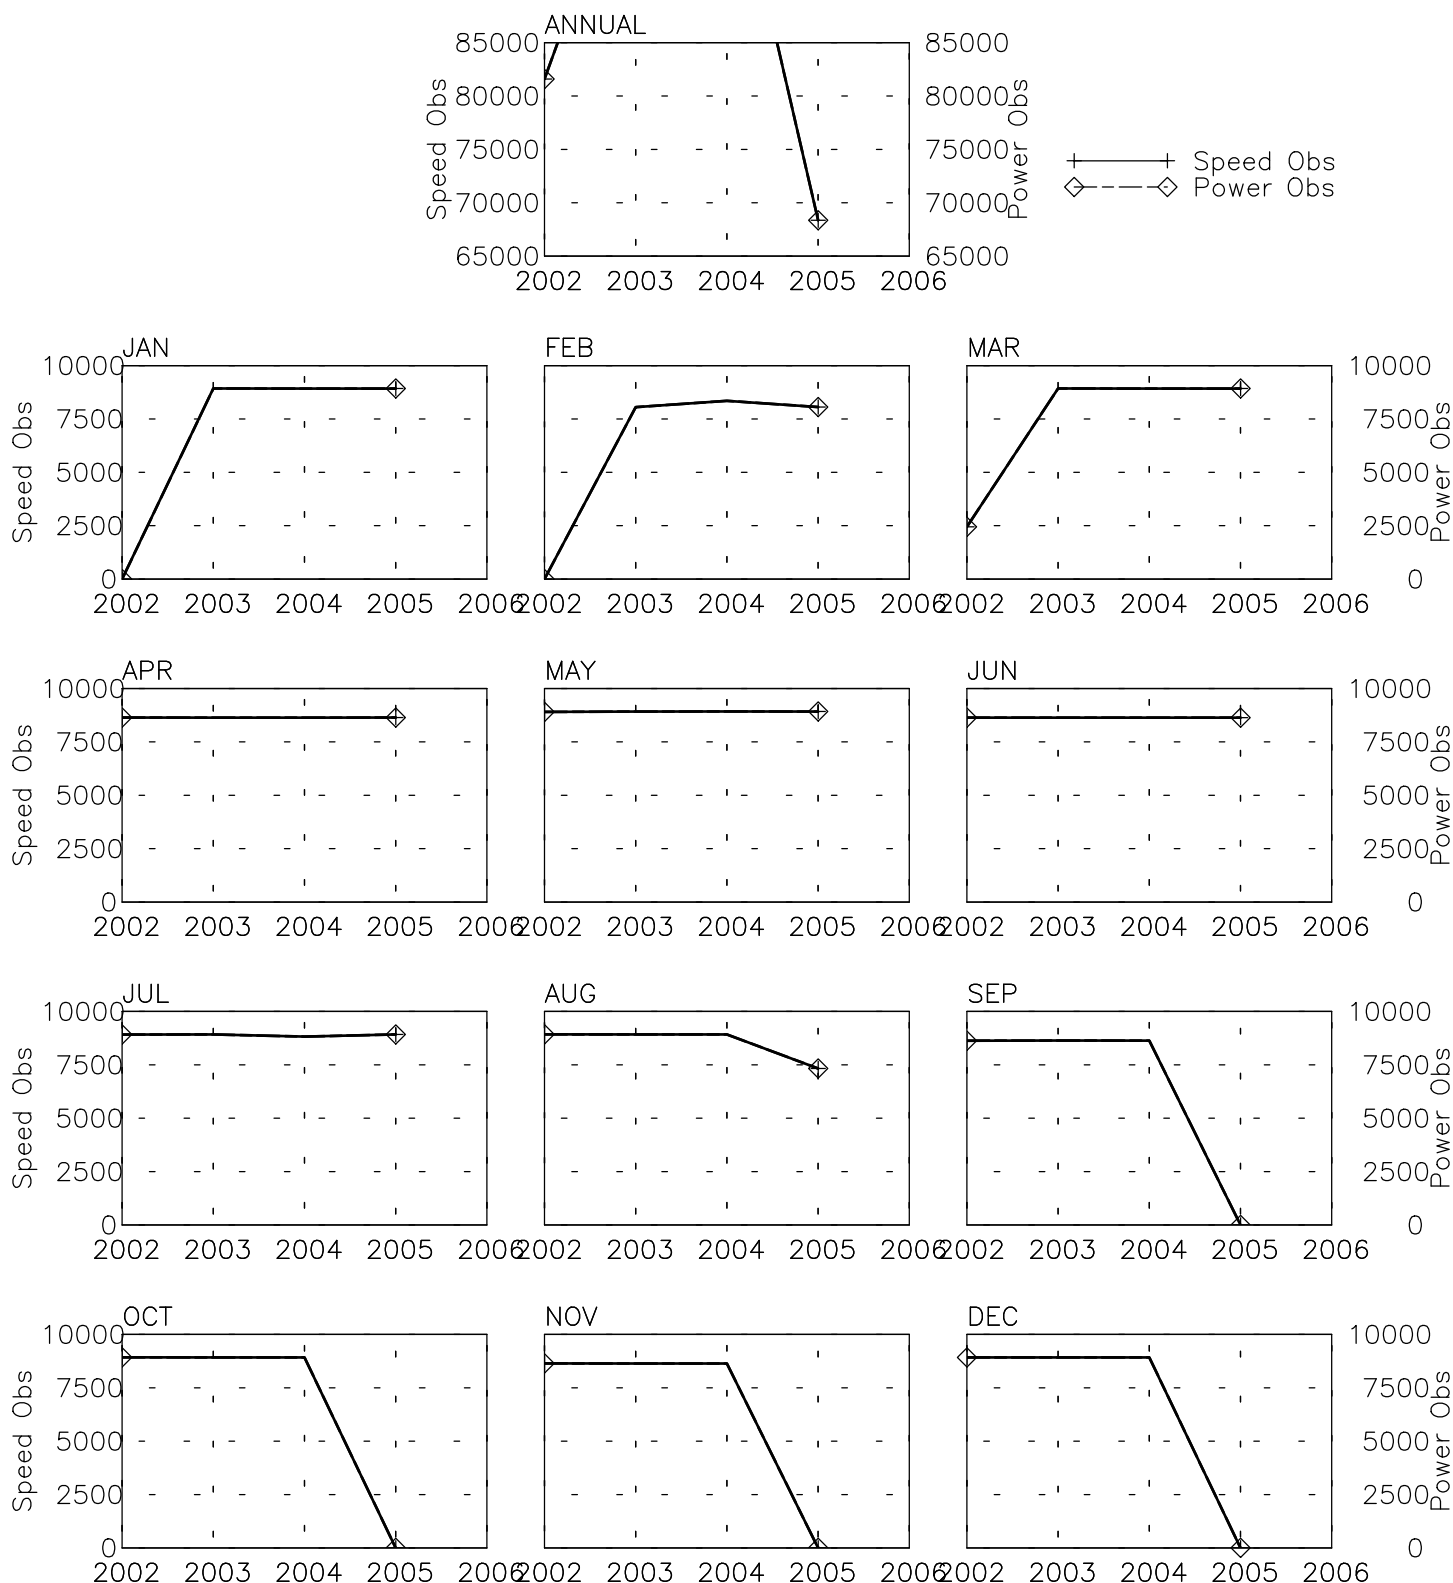 ANNUAL
85000 85000
80000 80000
75000 75000
70000 70000
65000 65000
Speed Obs
Power Obs
2002 2003 2004 2005 2006
Speed Obs
Power Obs
JAN FEB MAR
10000 10000
7500 7500
5000 5000
2500 2500
0 0
Speed Obs
Power Obs
2002 2003 2004 2005 2006 2002 2003 2004 2005 2006 2002 2003 2004 2005 2006
APR MAY JUN
10000 10000
7500 7500
5000 5000
2500 2500
0 0
Speed Obs
Power Obs
2002 2003 2004 2005 2006 2002 2003 2004 2005 2006 2002 2003 2004 2005 2006
JUL AUG SEP
10000 10000
7500 7500
5000 5000
2500 2500
0 0
Speed Obs
Power Obs
2002 2003 2004 2005 2006 2002 2003 2004 2005 2006 2002 2003 2004 2005 2006
OCT NOV DEC
10000 10000
7500 7500
5000 5000
2500 2500
0 0
Speed Obs
Power Obs
2002 2003 2004 2005 2006 2002 2003 2004 2005 2006 2002 2003 2004 2005 2006